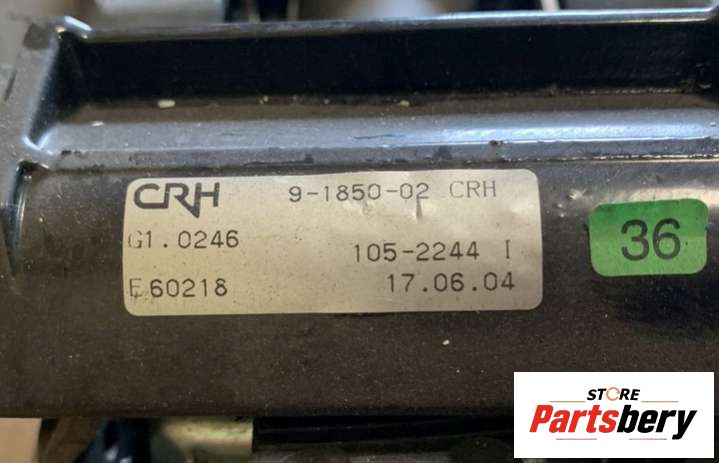 CRH 9-1850-02 CRH
G1.0246 105-2244 I
E60218 17.06.04
36
STORE
Partsbery